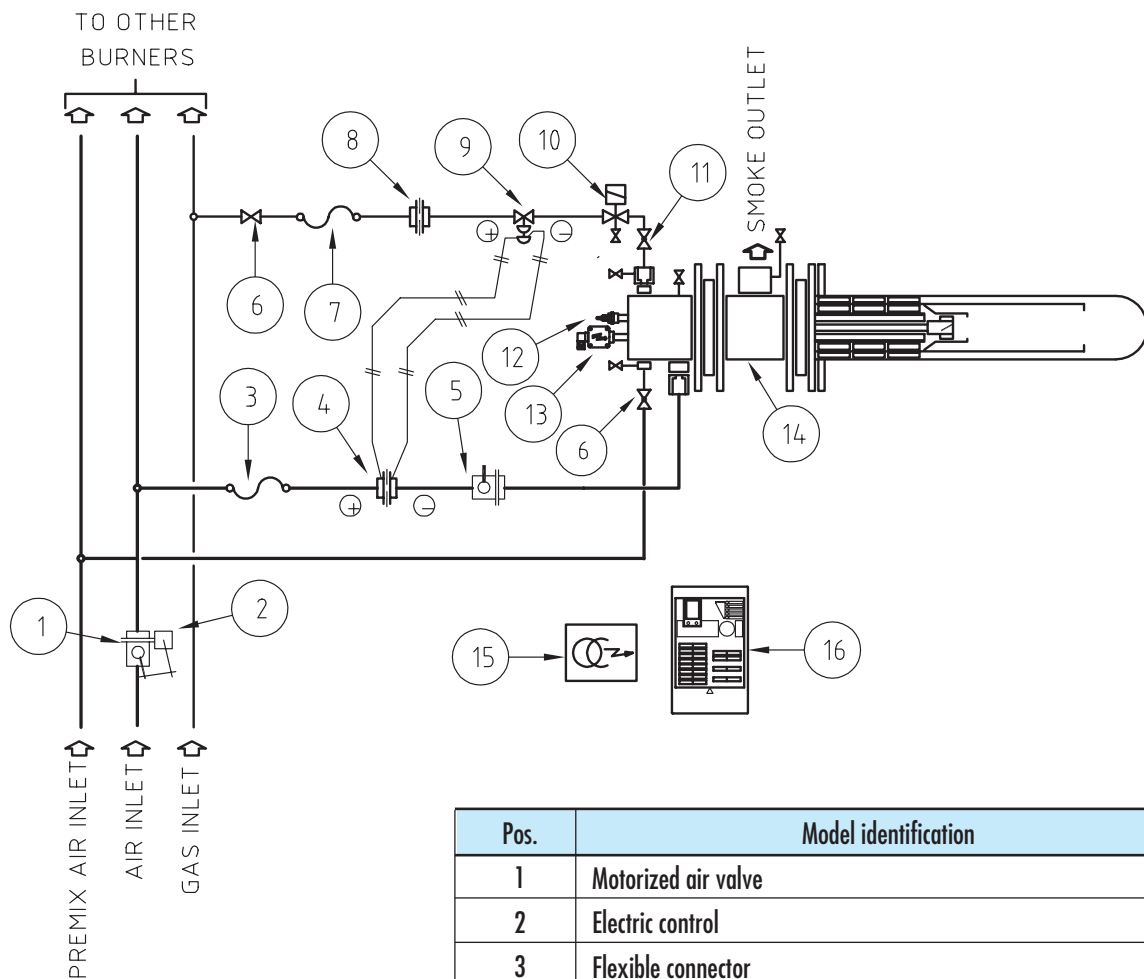 TO OTHER
BURNERS
SMOKE OUTLET
8
9
10
11
6
7
+
−
12
13
3
4
5
6
14
+
−
1
2
15
16
PREMIX AIR INLET
AIR INLET
GAS INLET
Pos. Model identification
1 Motorized air valve
2 Electric control
3 Flexible connector